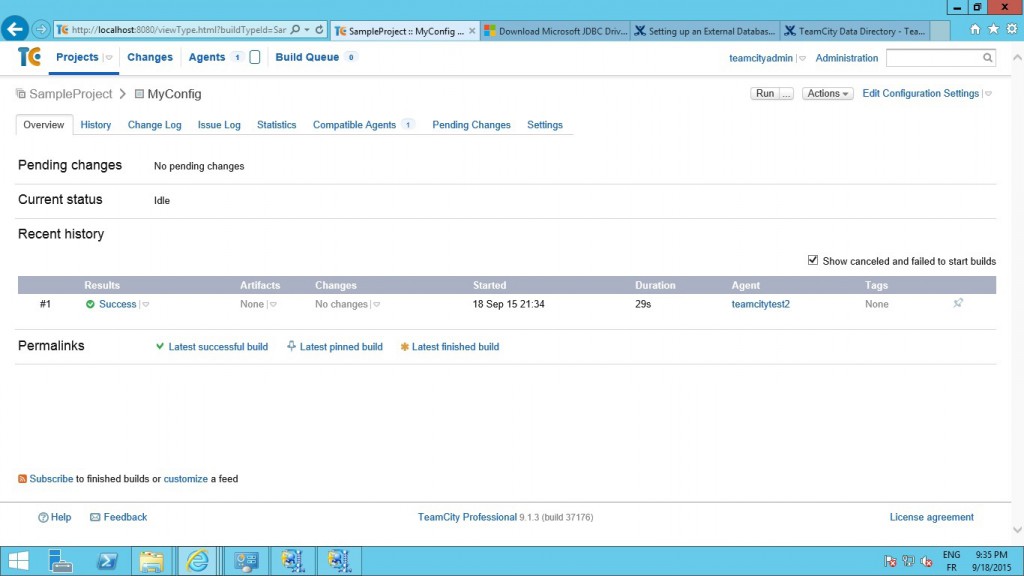 http://localhost:8080/viewType.html?buildTypeId=Sar
SampleProject :: MyConfig ...
Download Microsoft JDBC Driv...
Setting up an External Databas...
TeamCity Data Directory - Tea...
TC Projects Changes Agents 1 Build Queue 0 teamcityadmin Administration
SampleProject MyConfig Run ... Actions Edit Configuration Settings
Overview History Change Log Issue Log Statistics Compatible Agents 1 Pending Changes Settings
Pending changes No pending changes
Current status Idle
Recent history
Show canceled and failed to start builds
Results Artifacts Changes Started Duration Agent Tags
#1 Success None No changes 18 Sep 15 21:34 29s teamcitytest2 None
Permalinks Latest successful build Latest pinned build Latest finished build
Subscribe to finished builds or customize a feed
Help Feedback TeamCity Professional 9.1.3 (build 37176) License agreement
ENG 9:35 PM
FR 9/18/2015